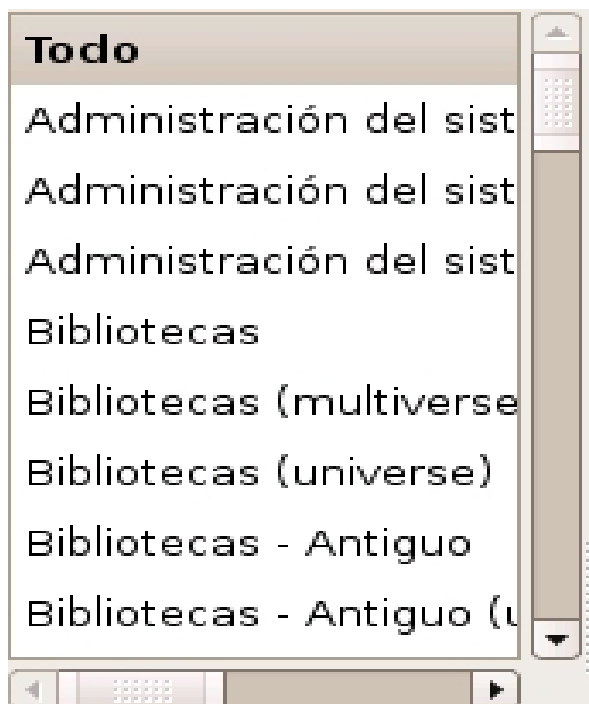 Todo
Administración del sist
Administración del sist
Administración del sist
Bibliotecas
Bibliotecas (multiverse
Bibliotecas (universe)
Bibliotecas - Antiguo
Bibliotecas - Antiguo (u